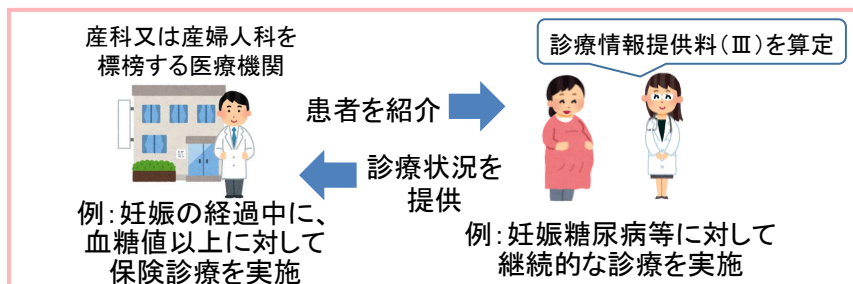 産科又は産婦人科を
標榜する医療機関
診療情報提供料(Ⅲ)を算定
患者を紹介
診療状況を
提供
例:妊娠の経過中に、
血糖値以上に対して
保険診療を実施
例:妊娠糖尿病等に対して
継続的な診療を実施